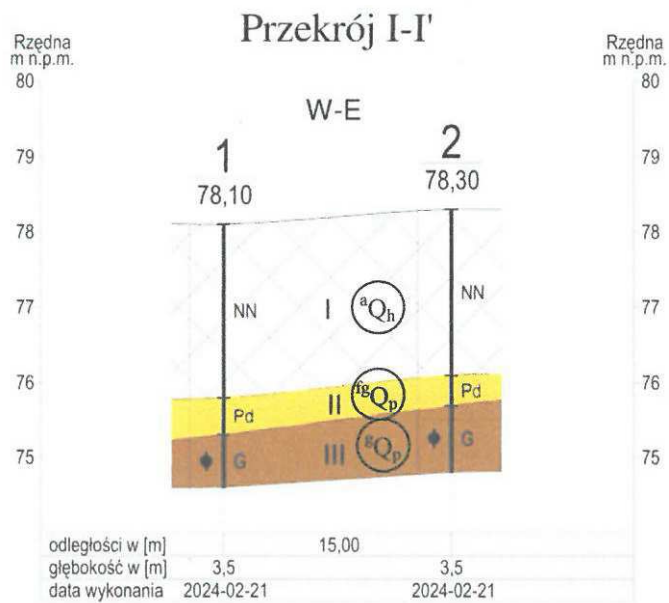 Przekrój I-I'
Rzędna
m n.p.m.
Rzędna
m n.p.m.
W-E
1
78,10
2
78,30
80
79
78
77
76
75
80
79
78
77
76
75
NN
I
aQh
NN
Pd
II
fgQp
Pd
G
III
gQp
G
odległości w [m] 15,00
głębokość w [m] 3,5 3,5
data wykonania 2024-02-21 2024-02-21